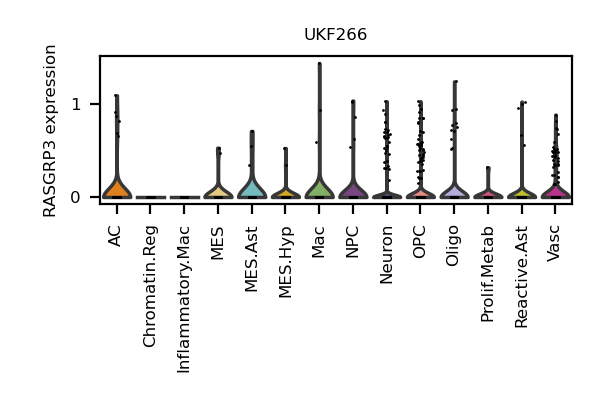 UKF266
RASGRP3 expression
1
0
AC
Chromatin.Reg
Inflammatory.Mac
MES
MES.Ast
MES.Hyp
Mac
NPC
Neuron
OPC
Oligo
Prolif.Metab
Reactive.Ast
Vasc